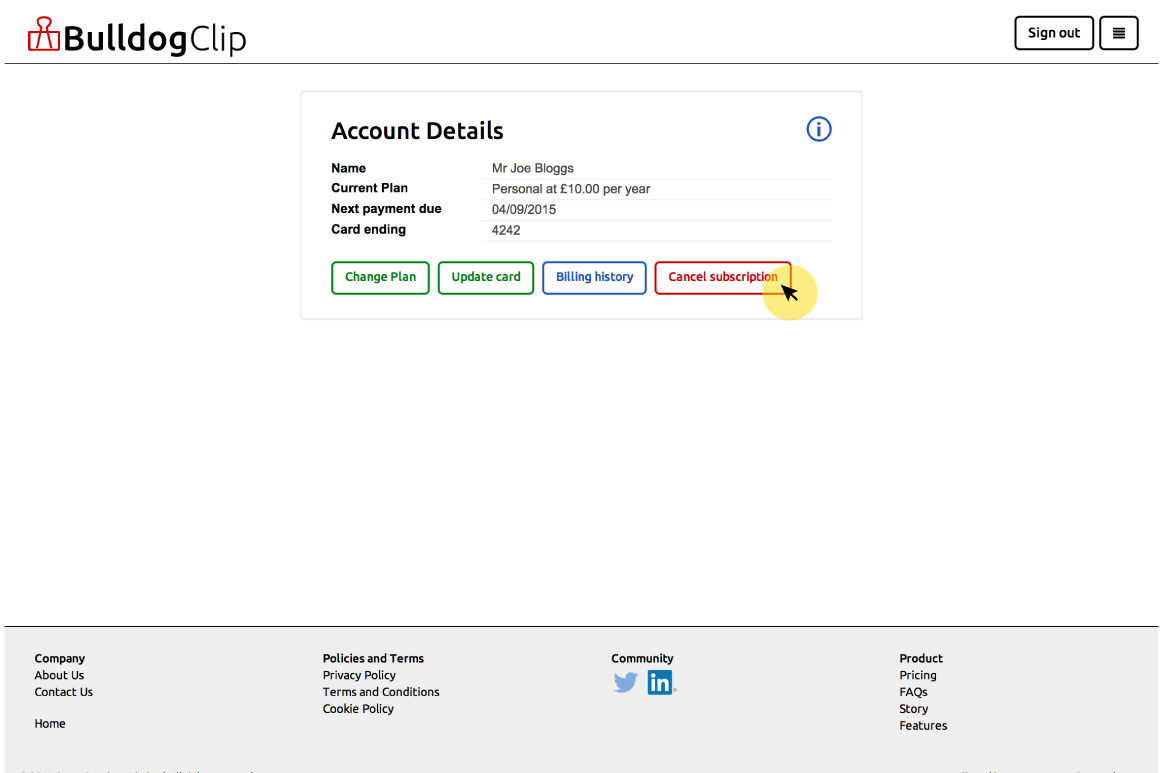 BulldogClip
Sign out
Account Details
Name Mr Joe Bloggs
Current Plan Personal at £10.00 per year
Next payment due 04/09/2015
Card ending 4242
Change Plan Update card Billing history Cancel subscription
Company
About Us
Contact Us
Home
Policies and Terms
Privacy Policy
Terms and Conditions
Cookie Policy
Community
in
Product
Pricing
FAQs
Story
Features